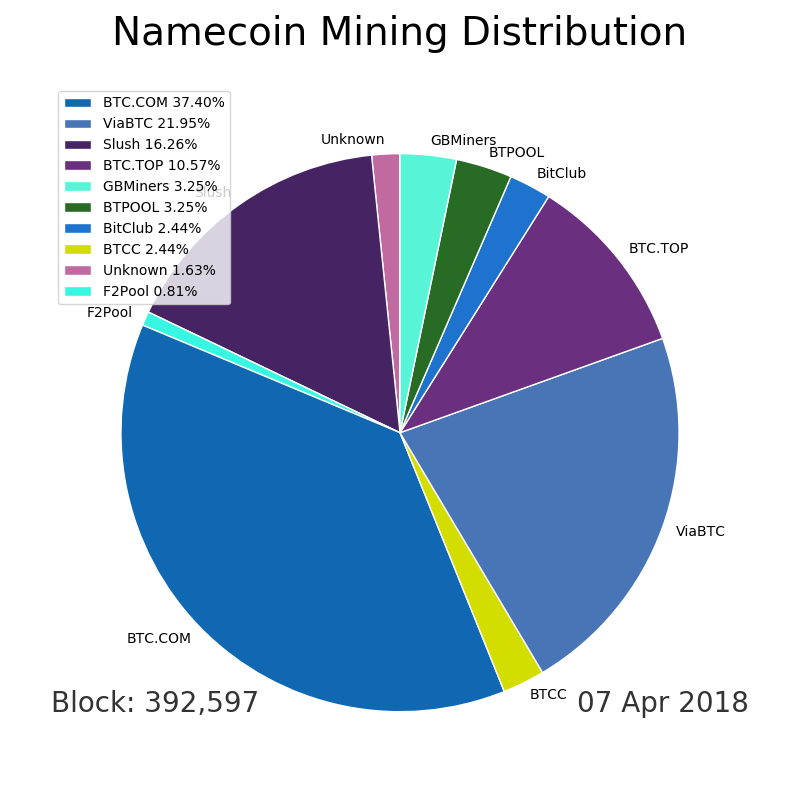 Namecoin Mining Distribution
BTC.COM 37.40%
ViaBTC 21.95%
Slush 16.26%
BTC.TOP 10.57%
GBMiners 3.25%
BTPOOL 3.25%
BitClub 2.44%
BTCC 2.44%
Unknown 1.63%
F2Pool 0.81%
Unknown
GBMiners
BTPOOL
BitClub
Slush
BTC.TOP
F2Pool
ViaBTC
BTC.COM
BTCC
Block: 392,597
07 Apr 2018